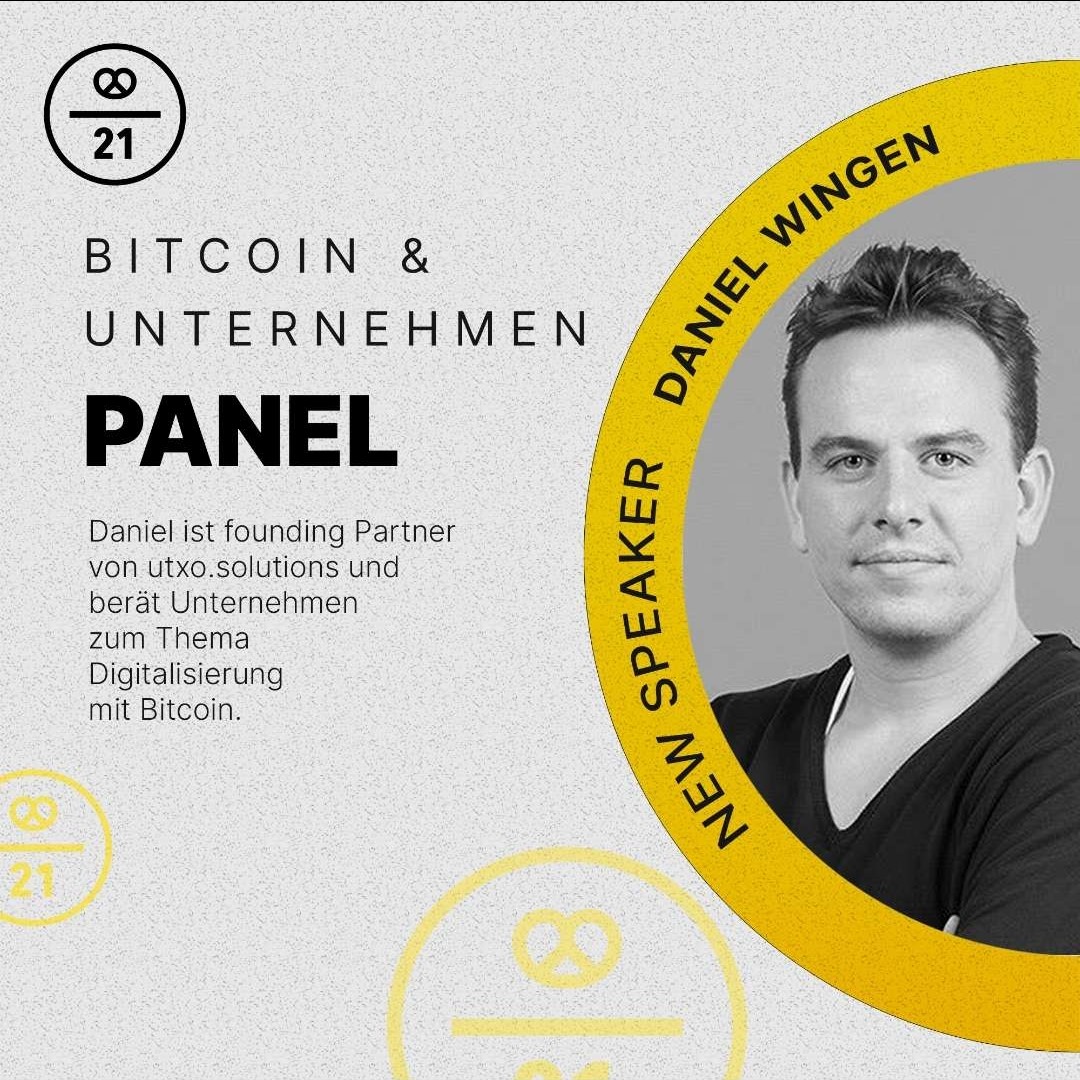 21
BITCOIN &
UNTERNEHMEN
PANEL
Daniel ist founding Partner
von utxo.solutions und
berät Unternehmen
zum Thema
Digitalisierung
mit Bitcoin.
NEW SPEAKER DANIEL WINGEN
21
21